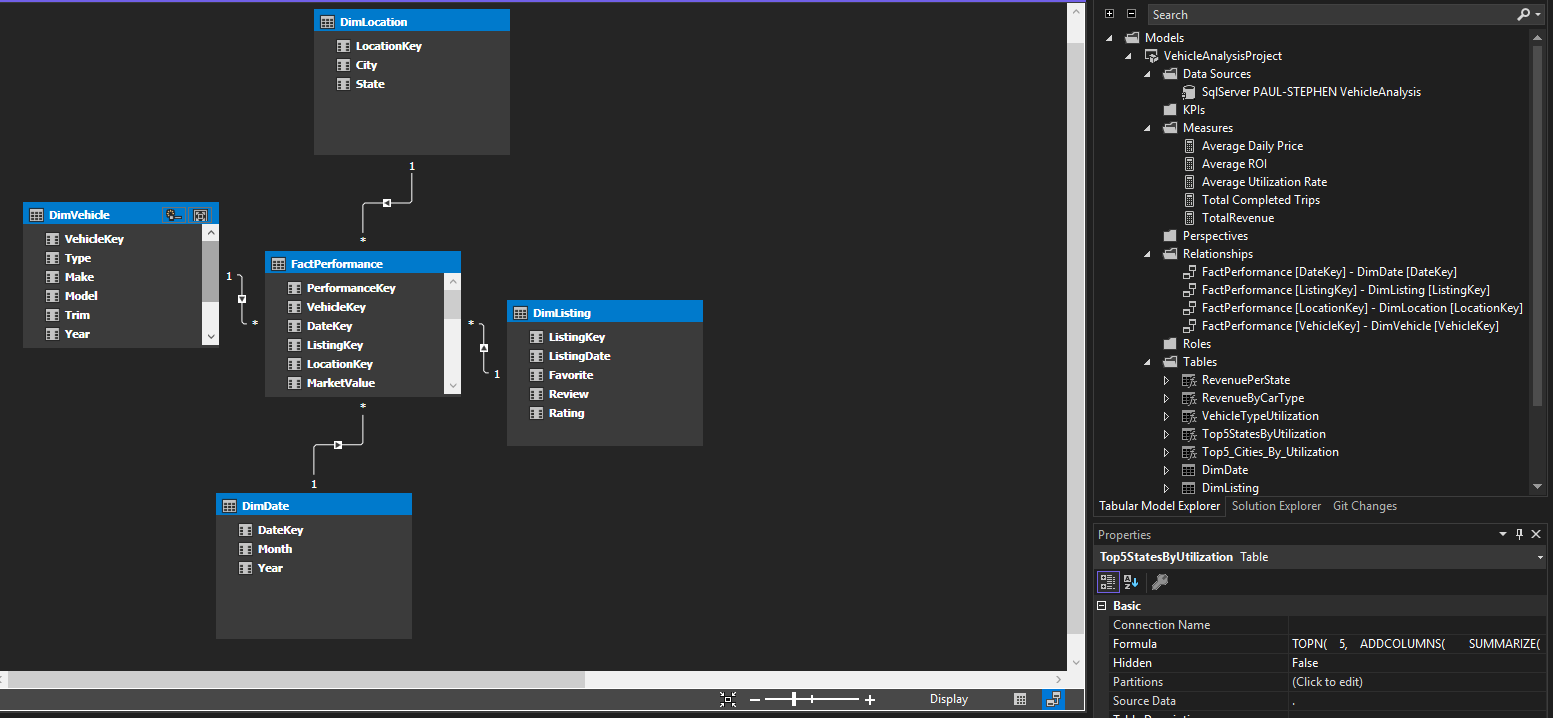 DimLocation
LocationKey
City
State
1
*
DimVehicle
VehicleKey
Type
Make
Model
Trim
Year
1
*
FactPerformance
PerformanceKey
VehicleKey
DateKey
ListingKey
LocationKey
MarketValue
*
1
DimListing
ListingKey
ListingDate
Favorite
Review
Rating
*
1
DimDate
DateKey
Month
Year
Display
Search
Models
VehicleAnalysisProject
Data Sources
SqlServer PAUL-STEPHEN VehicleAnalysis
KPIs
Measures
Average Daily Price
Average ROI
Average Utilization Rate
Total Completed Trips
TotalRevenue
Perspectives
Relationships
FactPerformance [DateKey] - DimDate [DateKey]
FactPerformance [ListingKey] - DimListing [ListingKey]
FactPerformance [LocationKey] - DimLocation [LocationKey]
FactPerformance [VehicleKey] - DimVehicle [VehicleKey]
Roles
Tables
RevenuePerState
RevenueByCarType
VehicleTypeUtilization
Top5StatesByUtilization
Top5_Cities_By_Utilization
DimDate
DimListing
Tabular Model Explorer Solution Explorer Git Changes
Properties
Top5StatesByUtilization Table
Basic
Connection Name
Formula TOPN( 5, ADDCOLUMNS( SUMMARIZE(
Hidden False
Partitions (Click to edit)
Source Data .